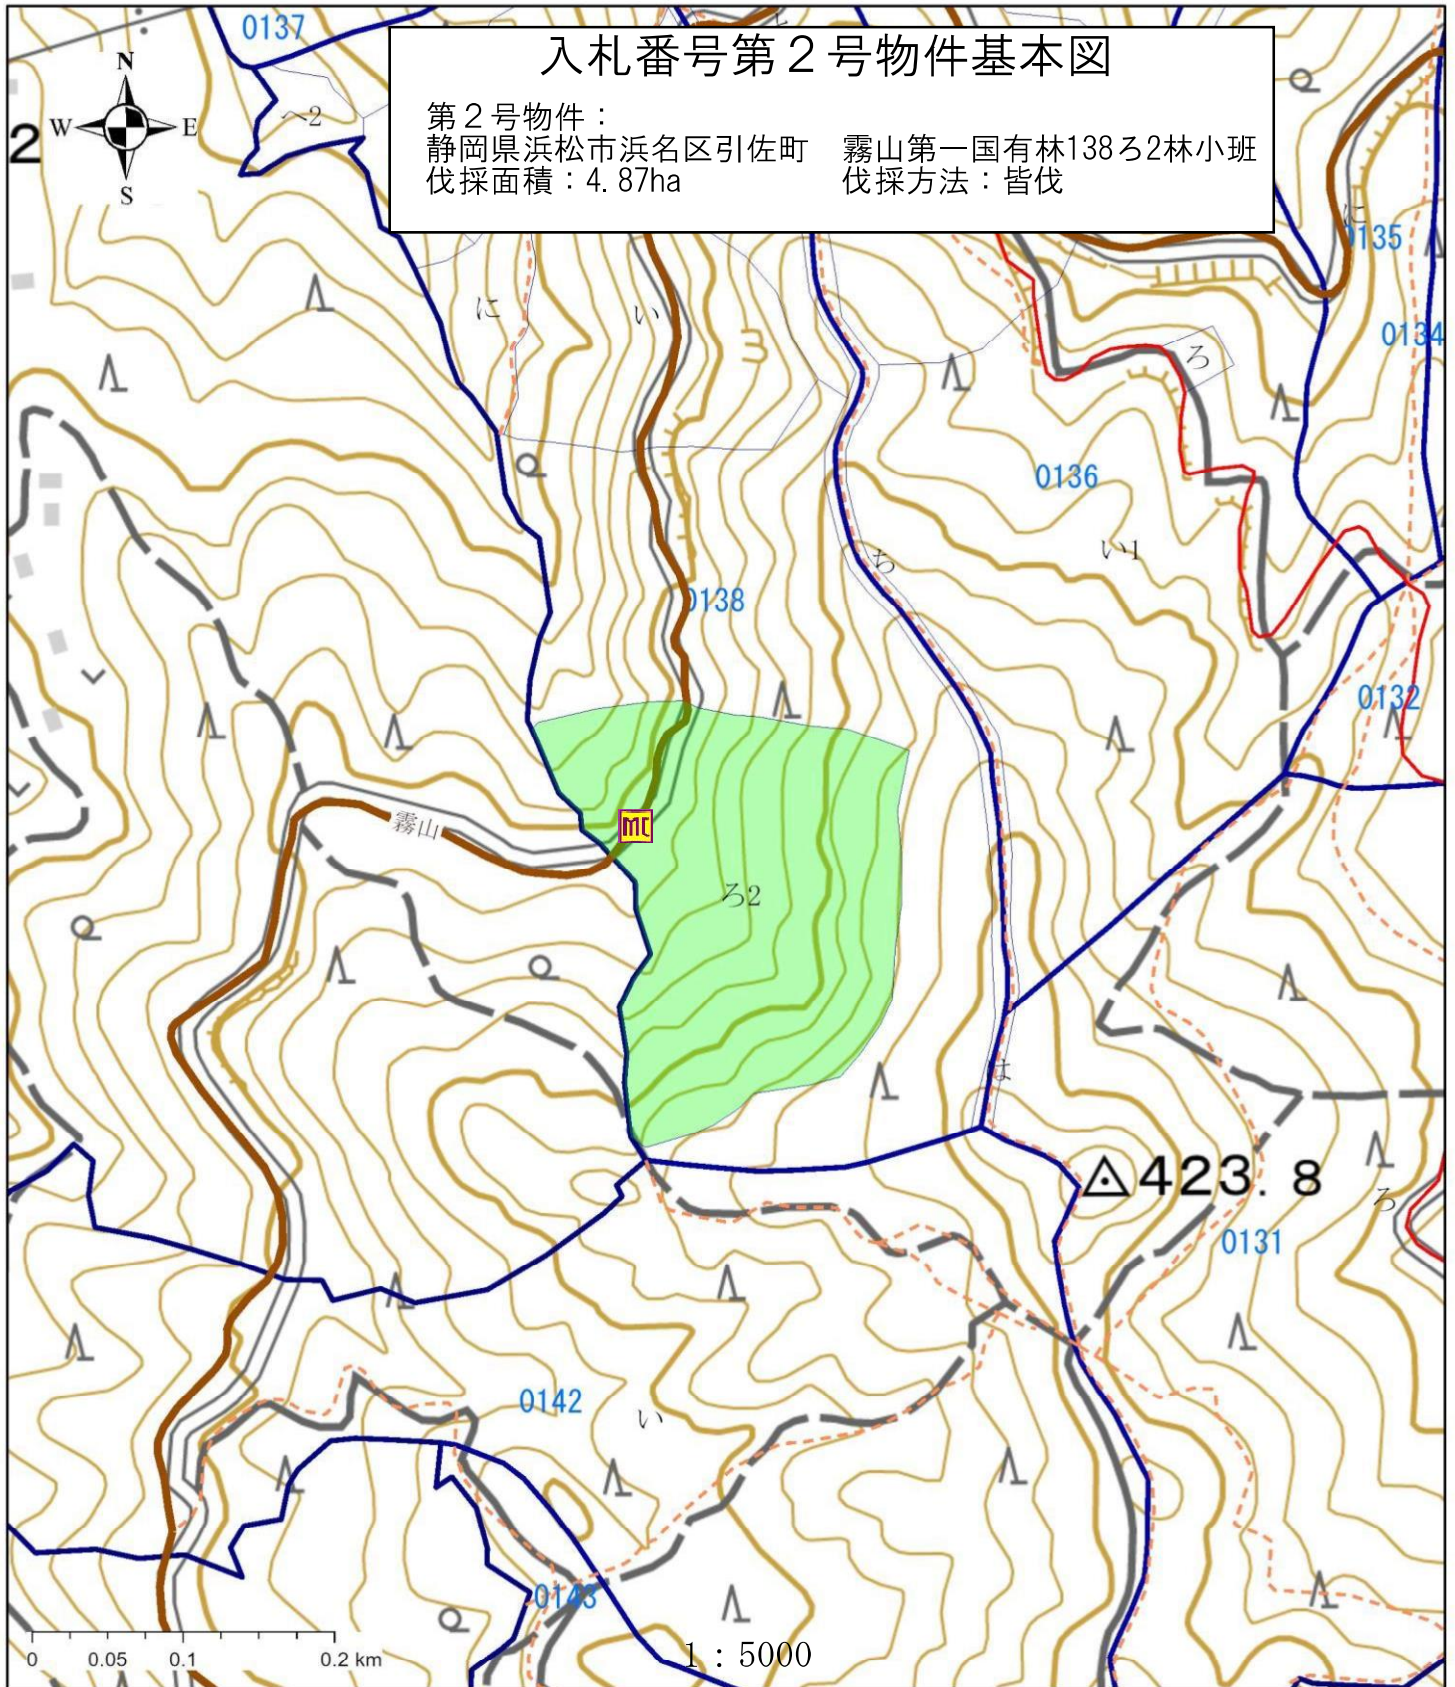 入札番号第２号物件基本図
第２号物件：
静岡県浜松市浜名区引佐町　霧山第一国有林138ろ2林小班
伐採面積：4.87ha　伐採方法：皆伐
0137
N
W E
S
2
へ2
に
0135
0134
に
い
ろ
0136
い1
ち
0138
0132
霧山
ろ2
は
423.8
ろ
0131
0142
い
0143
1：5000
0 0.05 0.1 0.2 km